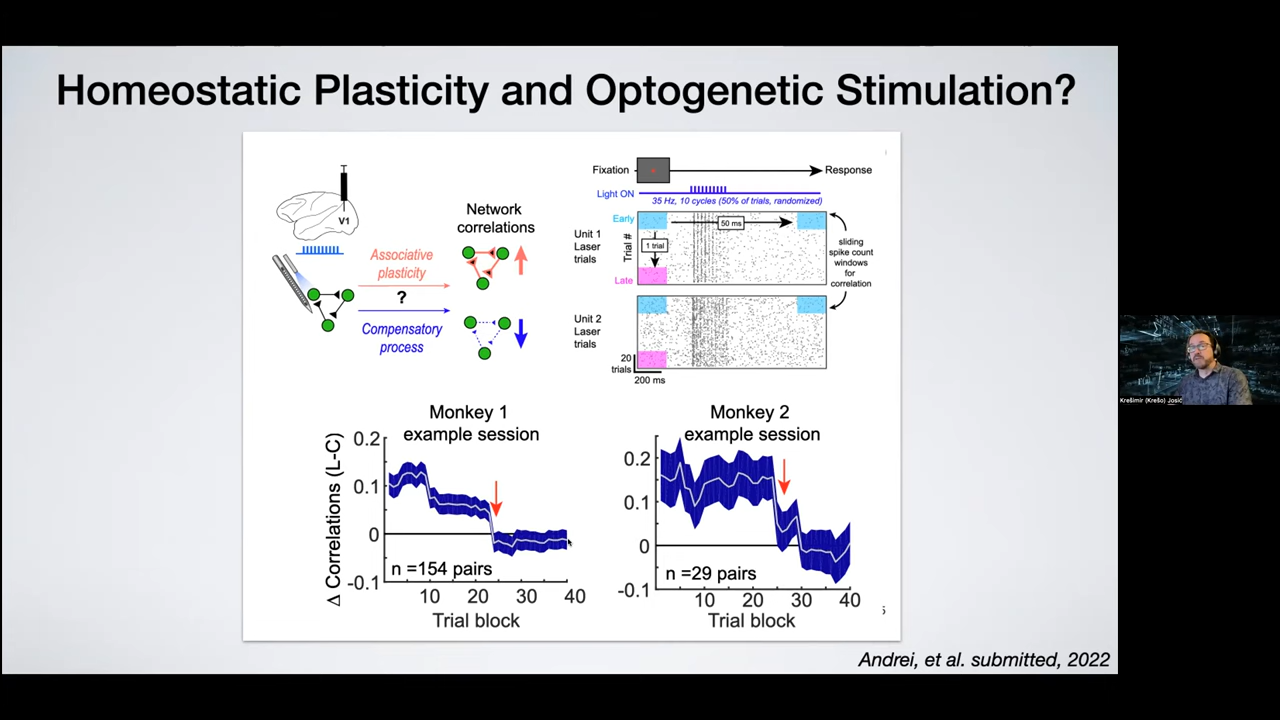 Homeostatic Plasticity and Optogenetic Stimulation?
V1
Associative
plasticity
?
Compensatory
process
Network
correlations
Fixation
Response
Light ON
35 Hz, 10 cycles (50% of trials, randomized)
Early
50 ms
Unit 1
Laser
trials
Trial #
1 trial
Late
sliding
spike count
windows
for
correlation
Unit 2
Laser
trials
20
trials
200 ms
Monkey 1
example session
Δ Correlations (L-C)
0.2
0.1
0
-0.1
n =154 pairs
10 20 30 40
Trial block
Monkey 2
example session
0.2
0.1
0
-0.1
n =29 pairs
10 20 30 40
Trial block
Andrei, et al. submitted, 2022
Krešimir (Krešo) Josić